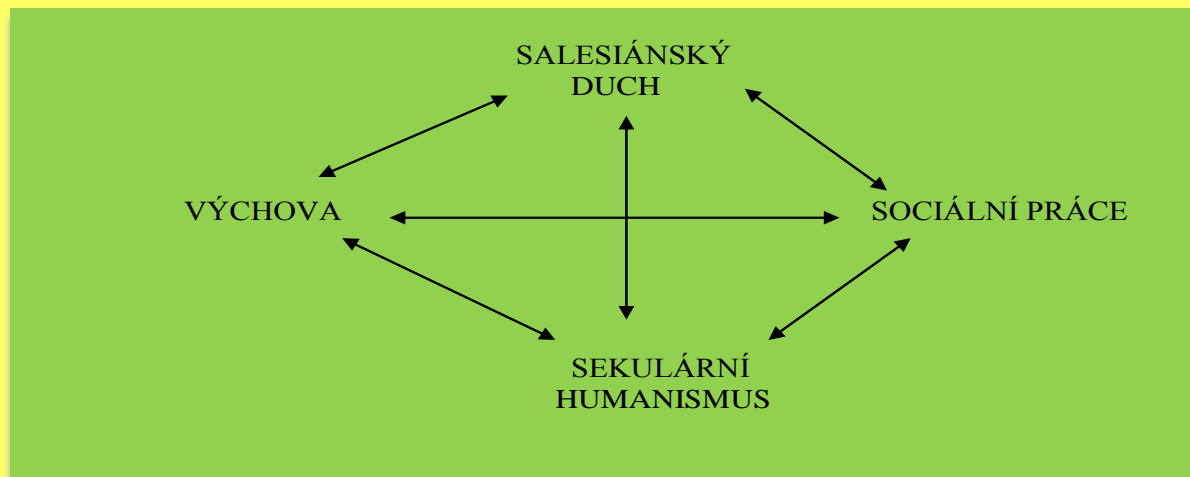 SALESIÁNSKÝ
DUCH
VÝCHOVA
SOCIÁLNÍ PRÁCE
SEKULÁRNÍ
HUMANISMUS